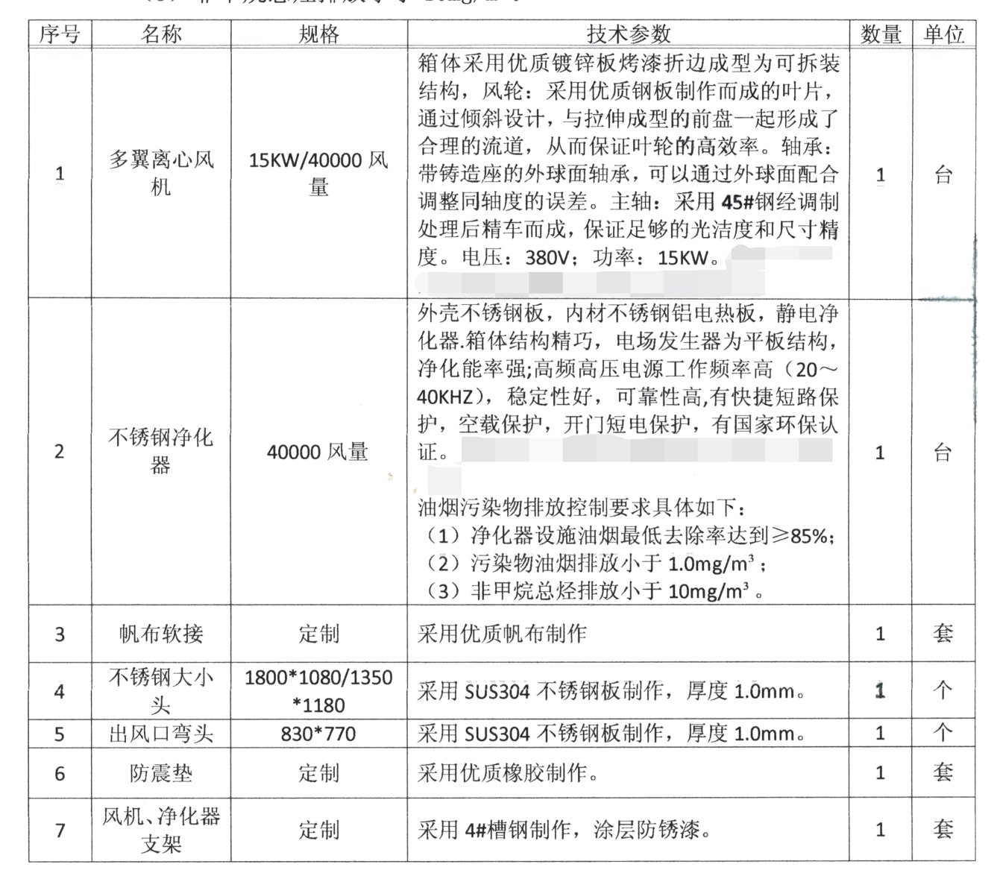 序号 名称 规格 技术参数 数量 单位
箱体采用优质镀锌板烤漆折边成型为可拆装
结构，风轮：采用优质钢板制作而成的叶片，
通过倾斜设计，与拉伸成型的前盘一起形成了
合理的流道，从而保证叶轮的高效率。轴承：
1 多翼离心风机 15KW/40000 风量 带铸造座的外球面轴承，可以通过外球面配合 1 台
调整同轴度的误差。主轴：采用 45#钢经调制
处理后精车而成，保证足够的光洁度和尺寸精
度。电压：380V；功率：15KW。
外壳不锈钢板，内材不锈钢铝电热板，静电净
化器.箱体结构精巧，电场发生器为平板结构，
净化能率强;高频高压电源工作频率高（20～
40KHZ），稳定性好，可靠性高,有快捷短路保
护，空载保护，开门短电保护，有国家环保认
2 不锈钢净化器 40000 风量 证。 1 台
油烟污染物排放控制要求具体如下：
（1）净化器设施油烟最低去除率达到≥85%；
（2）污染物油烟排放小于 1.0mg/m³；
（3）非甲烷总烃排放小于 10mg/m³。
3 帆布软接 定制 采用优质帆布制作 1 套
4 不锈钢大小头 1800*1080/1350*1180 采用 SUS304 不锈钢板制作，厚度 1.0mm。 1 个
5 出风口弯头 830*770 采用 SUS304 不锈钢板制作，厚度 1.0mm。 1 个
6 防震垫 定制 采用优质橡胶制作。 1 套
7 风机、净化器支架 定制 采用 4#槽钢制作，涂层防锈漆。 1 套